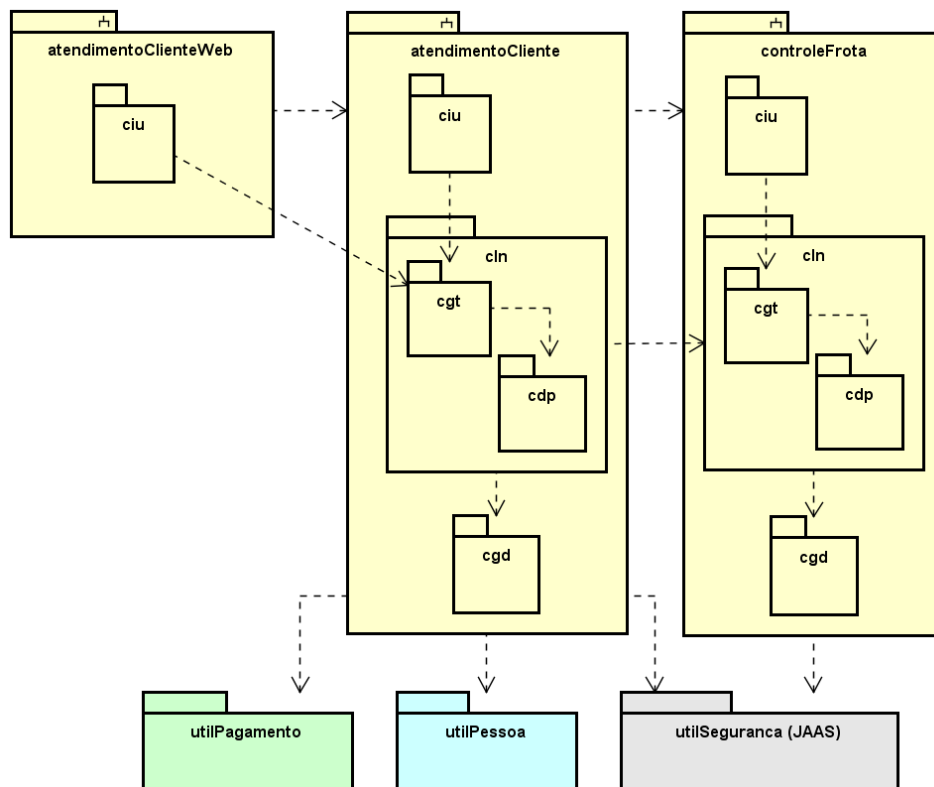 atendimentoClienteWeb
ciu
atendimentoCliente
ciu
cln
cgt
cdp
cgd
controleFrota
ciu
cln
cgt
cdp
cgd
utilPagamento
utilPessoa
utilSeguranca (JAAS)